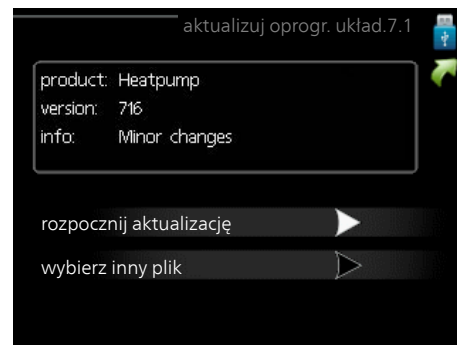 aktualizuj oprogr. układ.7.1
product: Heatpump
version: 716
info: Minor changes
rozpocznij aktualizację
wybierz inny plik